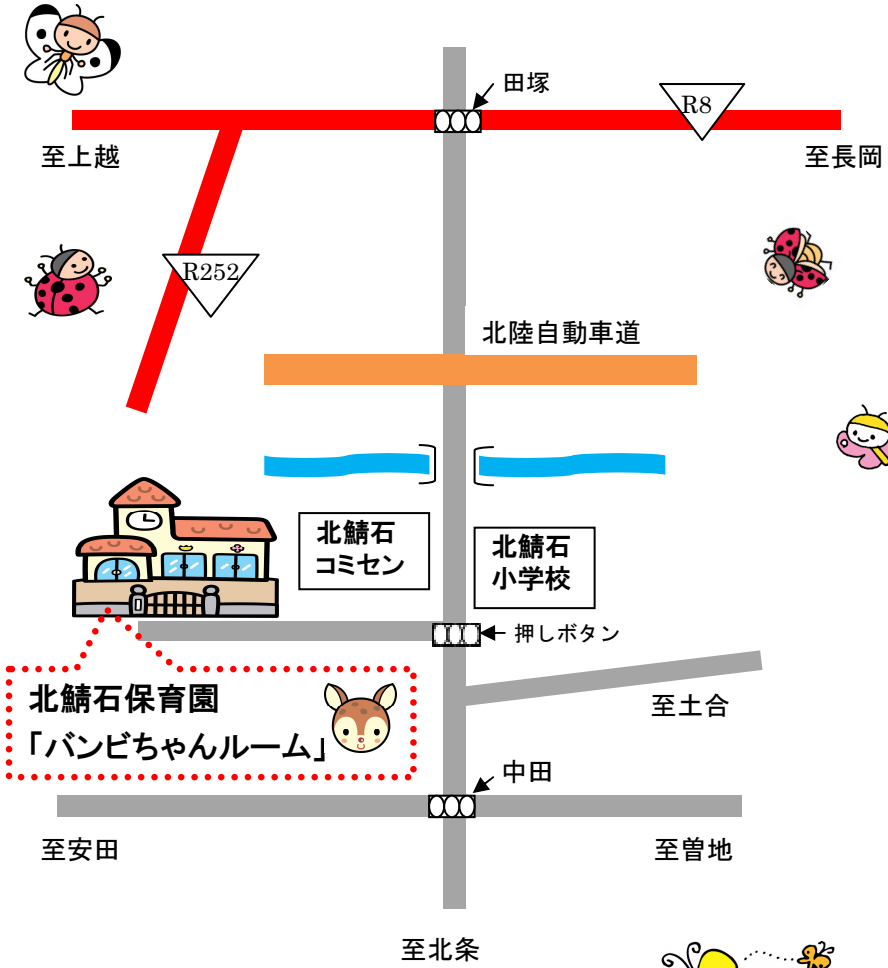 田塚
R8
至上越
至長岡
R252
北陸自動車道
北鯖石
コミセン
北鯖石
小学校
押しボタン
北鯖石保育園
「バンビちゃんルーム」
至土合
中田
至安田
至曽地
至北条